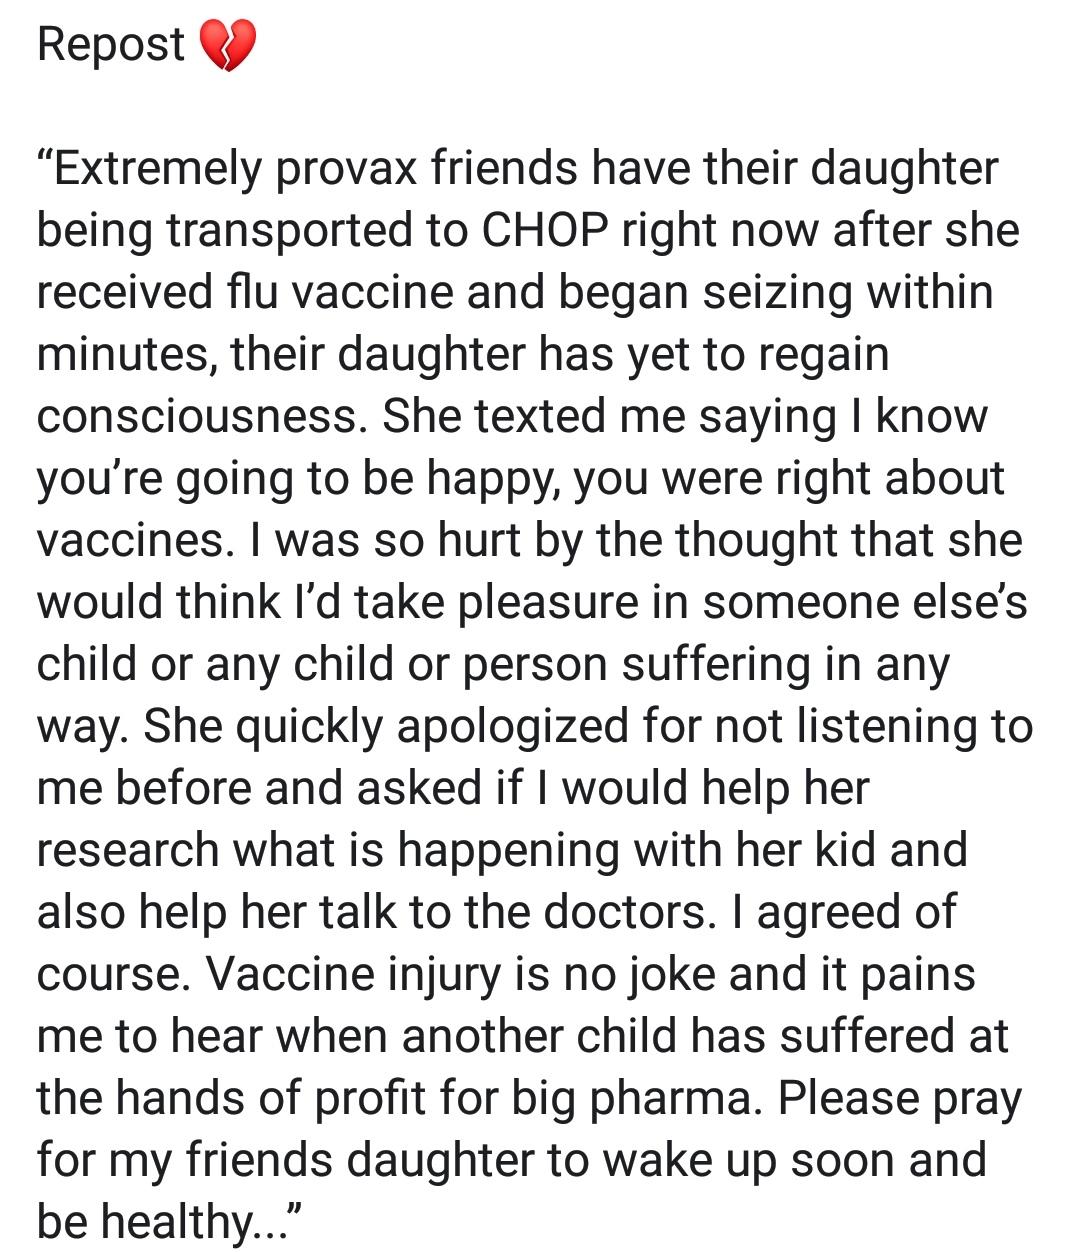 Repost 💔
“Extremely provax friends have their daughter
being transported to CHOP right now after she
received flu vaccine and began seizing within
minutes, their daughter has yet to regain
consciousness. She texted me saying I know
you’re going to be happy, you were right about
vaccines. I was so hurt by the thought that she
would think I’d take pleasure in someone else’s
child or any child or person suffering in any
way. She quickly apologized for not listening to
me before and asked if I would help her
research what is happening with her kid and
also help her talk to the doctors. I agreed of
course. Vaccine injury is no joke and it pains
me to hear when another child has suffered at
the hands of profit for big pharma. Please pray
for my friends daughter to wake up soon and
be healthy...”